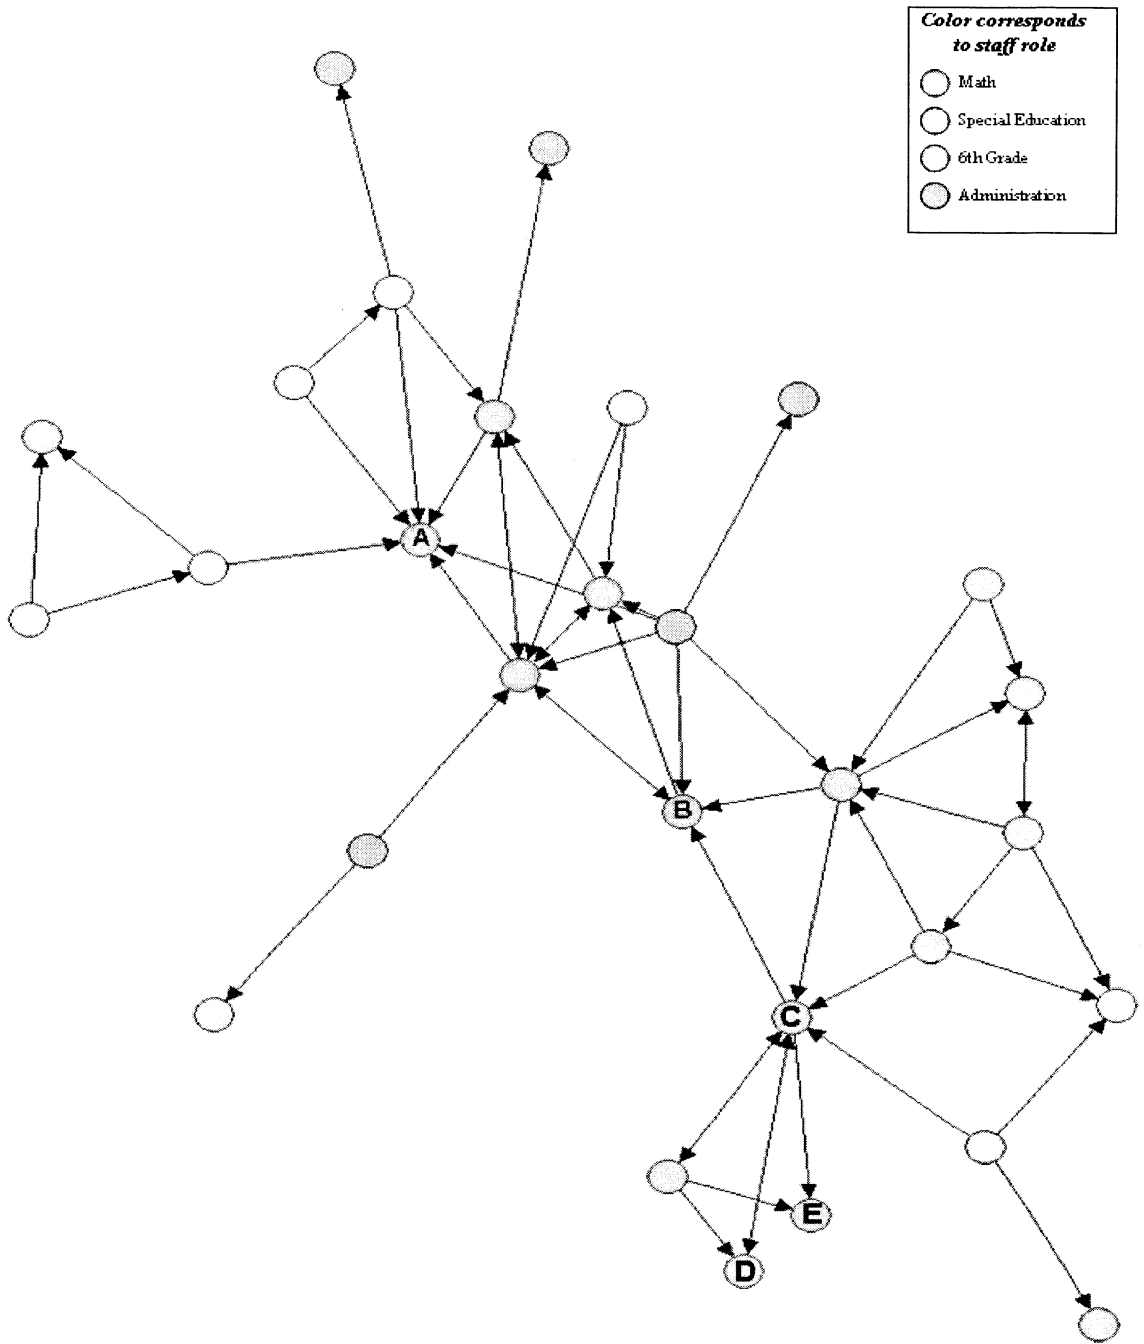 Color corresponds
to staff role
Math
Special Education
6th Grade
Administration
A
B
C
E
D